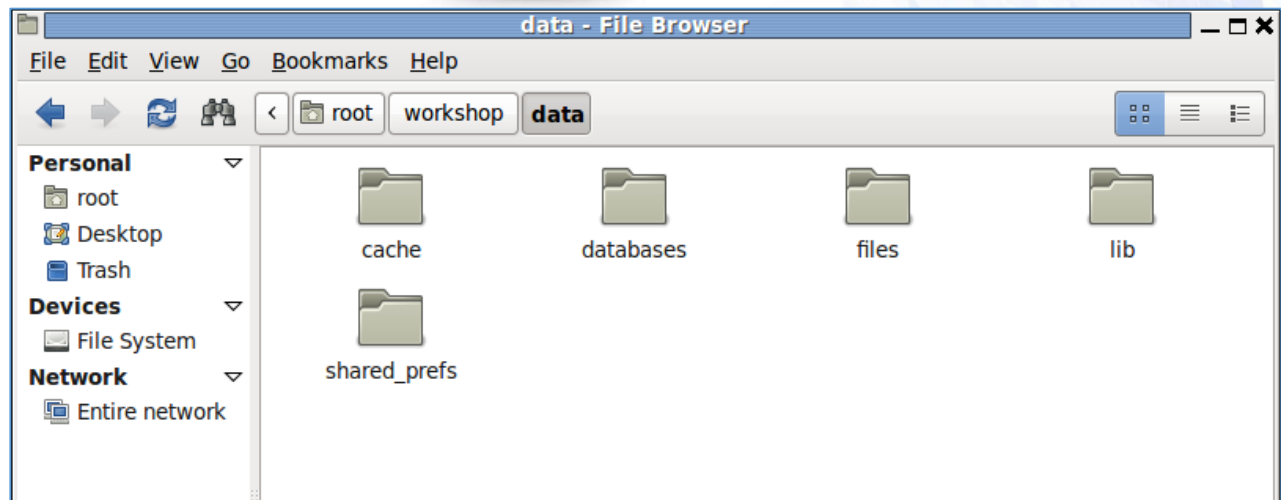 data - File Browser
File Edit View Go Bookmarks Help
root workshop data
Personal
root
Desktop
Trash
Devices
File System
Network
Entire network
cache databases files lib
shared_prefs